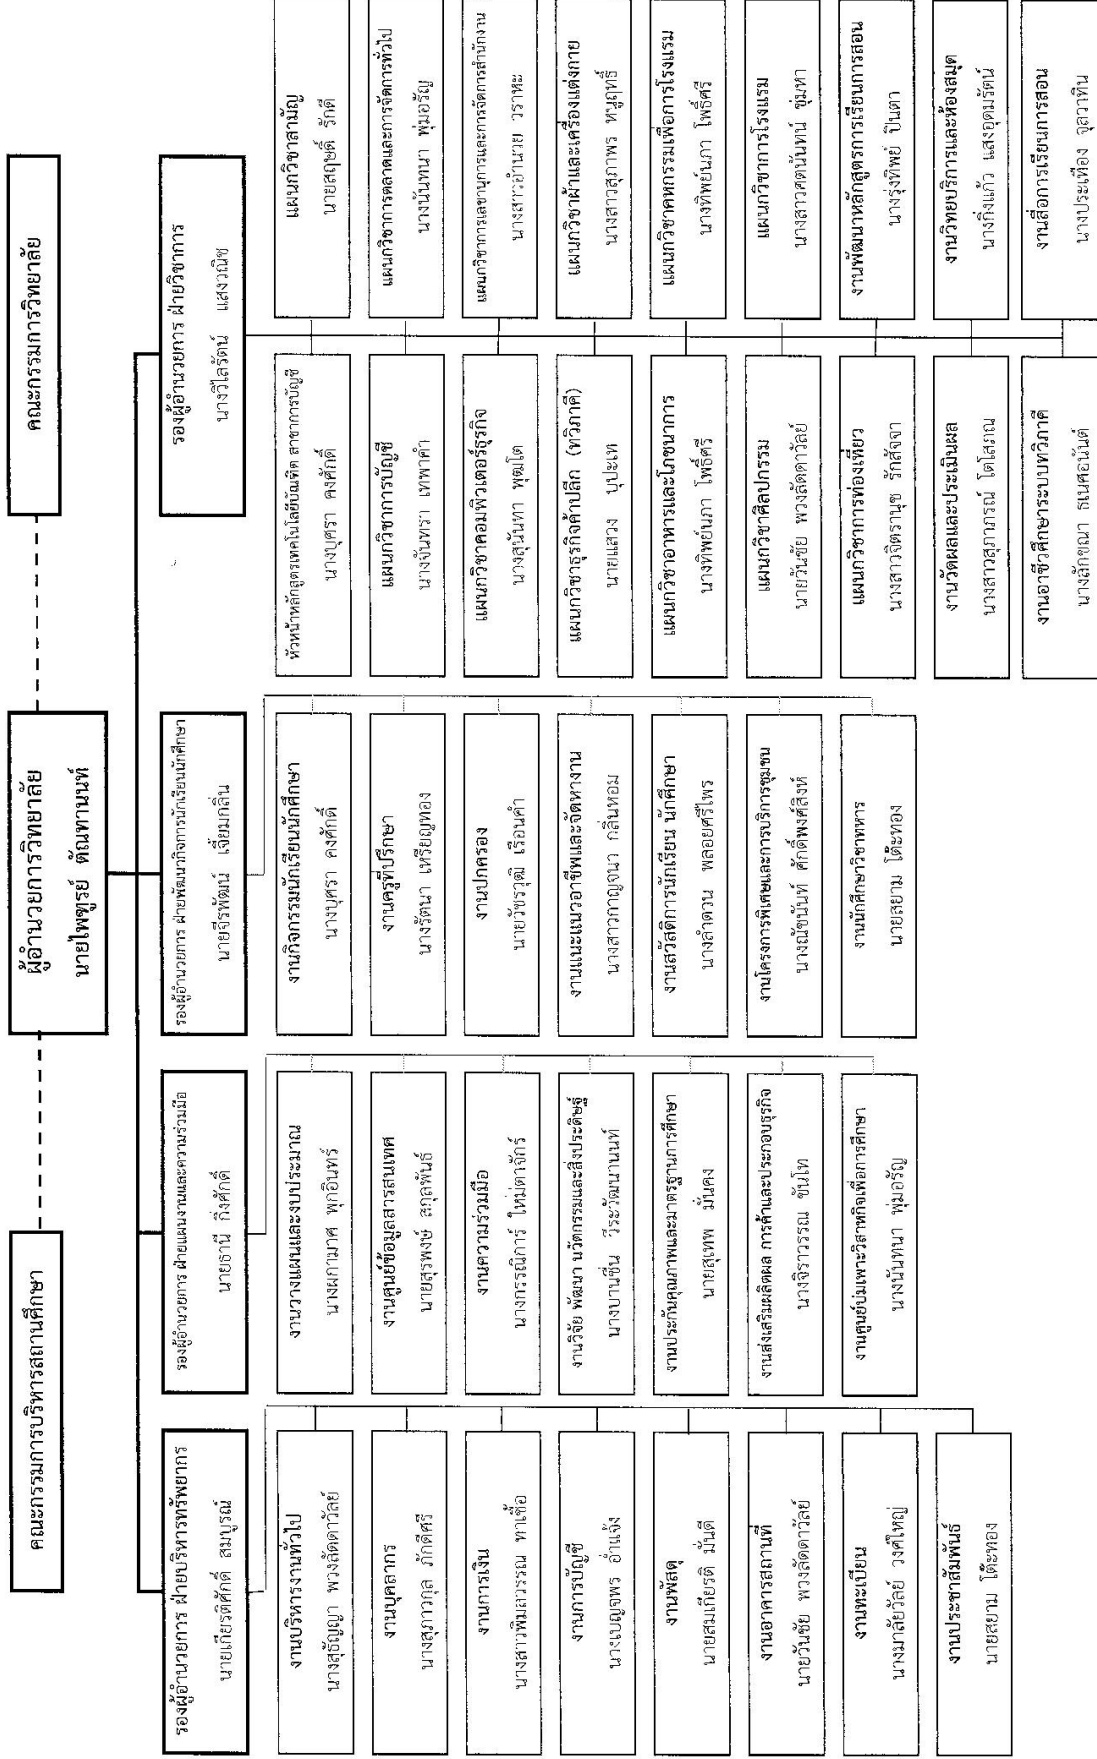 คณะกรรมการบริหารสถานศึกษา
ผู้อำนวยการวิทยาลัย
นายไพฑูรย์ ตัณฑานนท์
คณะกรรมการวิทยาลัย
รองผู้อำนวยการ ฝ่ายบริหารทรัพยากร
นายเกียรติศักดิ์ สมบูรณ์
งานบริหารงานทั่วไป
นางสุธัญญา พวงลัดดาวัลย์
งานบุคลากร
นางสุภาวกุล ภักดีศรี
งานการเงิน
นางสาวพิมลวรรณ ทาเชื้อ
งานการบัญชี
นางเบญจพร อ่ำแจ้ง
งานพัสดุ
นายสมเกียรติ มั่นดี
งานอาคารสถานที่
นายวันชัย พวงลัดดาวัลย์
งานทะเบียน
นางมาลัยวัลย์ วงศ์ใหญ่
งานประชาสัมพันธ์
นายสยาม โต๊ะทอง
รองผู้อำนวยการ ฝ่ายแผนงานและความร่วมมือ
นายธานี กิ่งศักดิ์
งานวางแผนและงบประมาณ
นางผกามาศ พุกอินทร์
งานศูนย์ข้อมูลสารสนเทศ
นายสุรพงษ์ สกุลพันธ์
งานความร่วมมือ
นางกรรณิการ์ ใหม่ตาจักร์
งานวิจัย พัฒนา นวัตกรรมและสิ่งประดิษฐ์
นางบานชื่น วีระวัฒนานนท์
งานประกันคุณภาพและมาตรฐานการศึกษา
นายสุเทพ มั่นคง
งานส่งเสริมผลิตผล การค้าและประกอบธุรกิจ
นางจิราวรรณ ขันโท
งานศูนย์บ่มเพาะวิสาหกิจเพื่อการศึกษา
นางนันทนา พุ่มอรัญ
รองผู้อำนวยการ ฝ่ายพัฒนากิจการนักเรียนนักศึกษา
นายจีรพัฒน์ เจี๋ยมกลิ่น
งานกิจกรรมนักเรียนนักศึกษา
นางบุศรา คงศักดิ์
งานครูที่ปรึกษา
นางรัตนา เหรียญทอง
งานปกครอง
นายวัชรวุฒิ เรือนคำ
งานแนะแนวอาชีพและจัดหางาน
นางสาวกาญจนา กลิ่นหอม
งานสวัสดิการนักเรียน นักศึกษา
นางลำดวน พลอยศรีไพร
งานโครงการพิเศษและการบริการชุมชน
นางณัชนันท์ ศักดิ์พงศ์สิงห์
งานนักศึกษาวิชาทหาร
นายสยาม โต๊ะทอง
รองผู้อำนวยการ ฝ่ายวิชาการ
นางวิไลรัตน์ แสงวณิช
หัวหน้าหลักสูตรเทคโนโลยีบัณฑิต สาขาการบัญชี
นางบุศรา คงศักดิ์
แผนกวิชาการบัญชี
นางจันทรา เทพาคำ
แผนกวิชาคอมพิวเตอร์ธุรกิจ
นางสุนันทา พุฒโต
แผนกวิชาธุรกิจค้าปลีก (ทวิภาคี)
นายแสวง บุปะเท
แผนกวิชาอาหารและโภชนาการ
นางทิพย์นภา โพธิ์ศรี
แผนกวิชาศิลปกรรม
นายวันชัย พวงลัดดาวัลย์
แผนกวิชาการท่องเที่ยว
นางสาวจิตรานุช รักสัจจา
งานวัดผลและประเมินผล
นางสาวสุภาภรณ์ โตโสภณ
งานอาชีวศึกษาระบบทวิภาคี
นางลักขณา ธเนศอนันต์
แผนกวิชาสามัญ
นายสฤษดิ์ รักดี
แผนกวิชาการตลาดและการจัดการทั่วไป
นางนันทนา พุ่มอรัญ
แผนกวิชาการเลขานุการและการจัดการสำนักงาน
นางสาวอำนวย วราหะ
แผนกวิชาผ้าและเครื่องแต่งกาย
นางสาวสุภาพร หนูฤทธิ์
แผนกวิชาคหกรรมเพื่อการโรงแรม
นางทิพย์นภา โพธิ์ศรี
แผนกวิชาการโรงแรม
นางสาวศตนันทน์ ชุ่มหา
งานพัฒนาหลักสูตรการเรียนการสอน
นางรุ่งทิพย์ ปินตา
งานวิทยบริการและห้องสมุด
นางกิ่งแก้ว แสงอุดมรัตน์
งานสื่อการเรียนการสอน
นางประเทือง จุลวาทิน